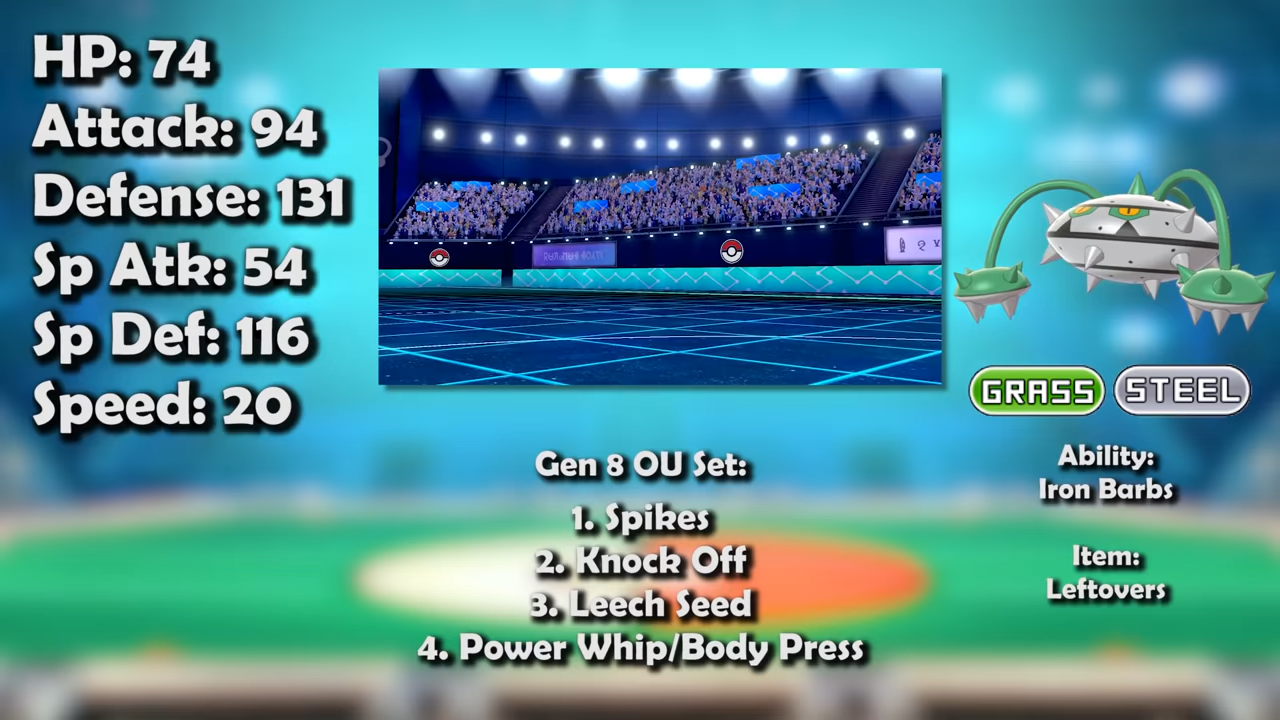 HP: 74
Attack: 94
Defense: 131
Sp Atk: 54
Sp Def: 116
Speed: 20
GRASS STEEL
Gen 8 OU Set:
1. Spikes
2. Knock Off
3. Leech Seed
4. Power Whip/Body Press
Ability:
Iron Barbs
Item:
Leftovers